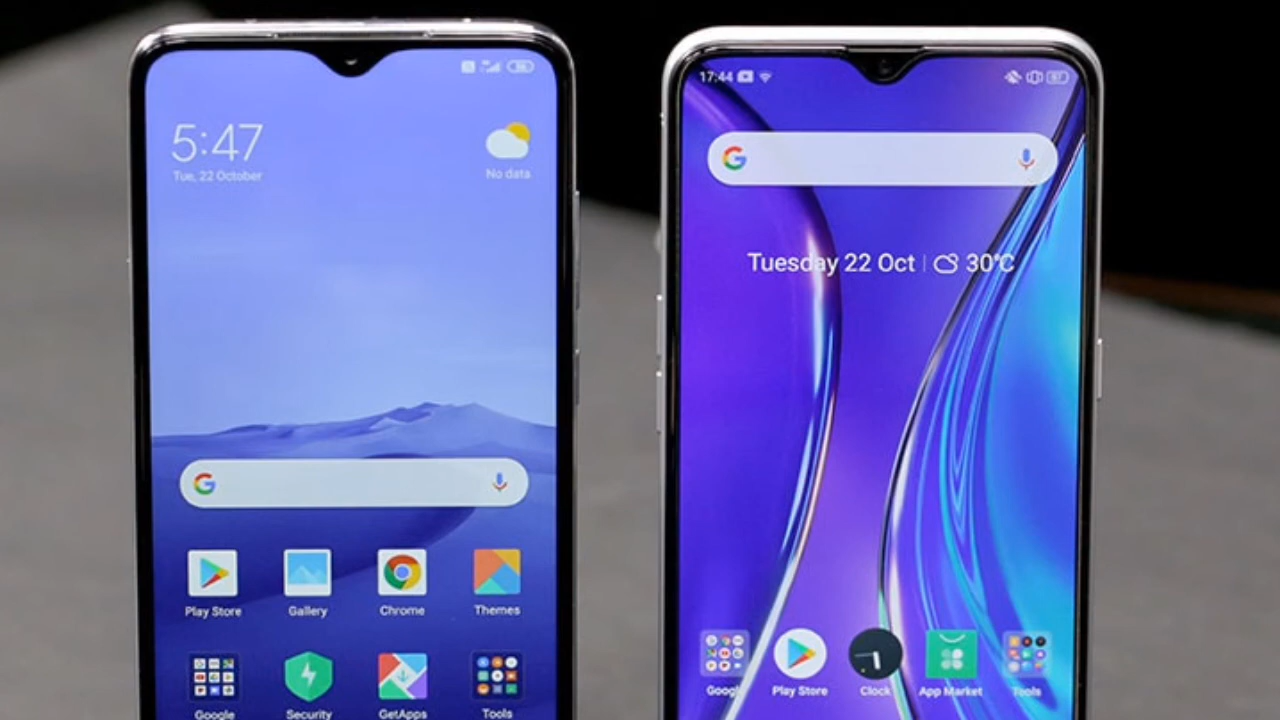 5:47
Tue, 22 October
No data
Play Store
Gallery
Chrome
Themes
Google
Security
GetApps
Tools
17:44
Tuesday 22 Oct | 30°C
Google
Play Store
Clock
App Market
Tools